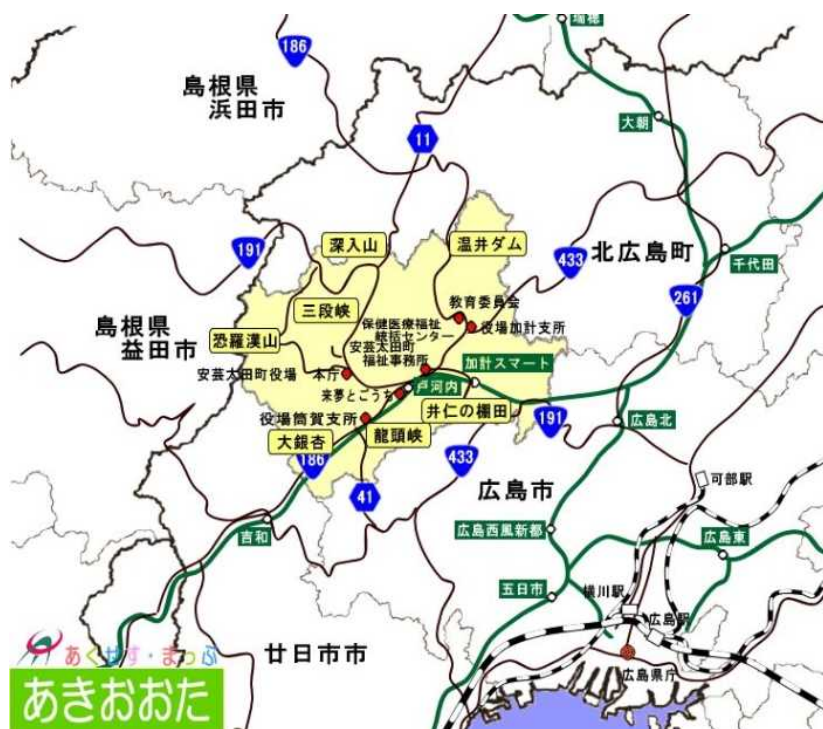 瑞穂
186
島根県
浜田市
大朝
11
深入山
温井ダム
北広島町
191
433
千代田
三段峡
教育委員会
261
島根県
益田市
保健医療福祉
統括センター
役場加計支所
恐羅漢山
安芸太田町
福祉事務所
加計スマート
安芸太田町役場 本庁
戸河内
来夢とごうち
井仁の棚田
役場筒賀支所
191
広島北
大銀杏
龍頭峡
186
433
41
広島市
可部駅
吉和
広島西風新都
広島東
五日市
横川駅
広島駅
あくせす・まっぷ
廿日市市
広島県庁
あきおおた